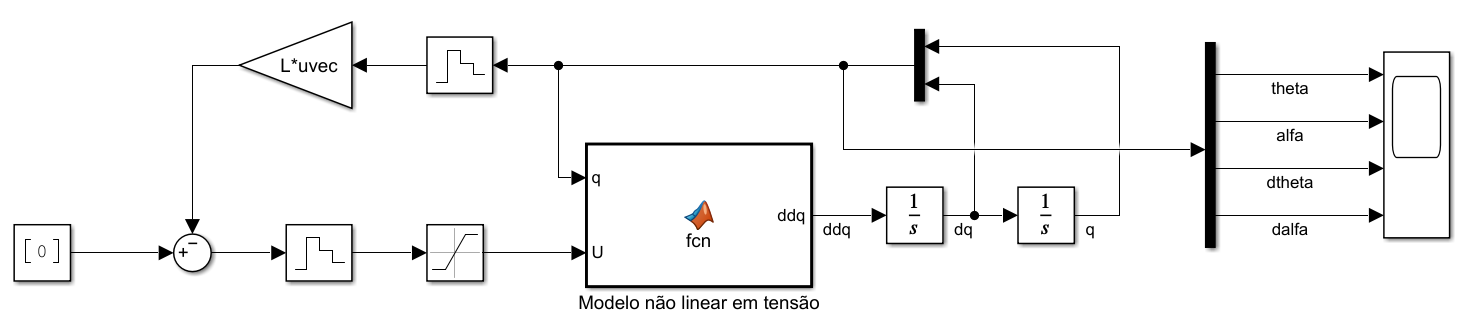 L*uvec
theta
alfa
dtheta
dalfa
q
U
ddq
fcn
ddq
1
s
dq
1
s
q
[ 0 ]
+
−
Modelo não linear em tensão